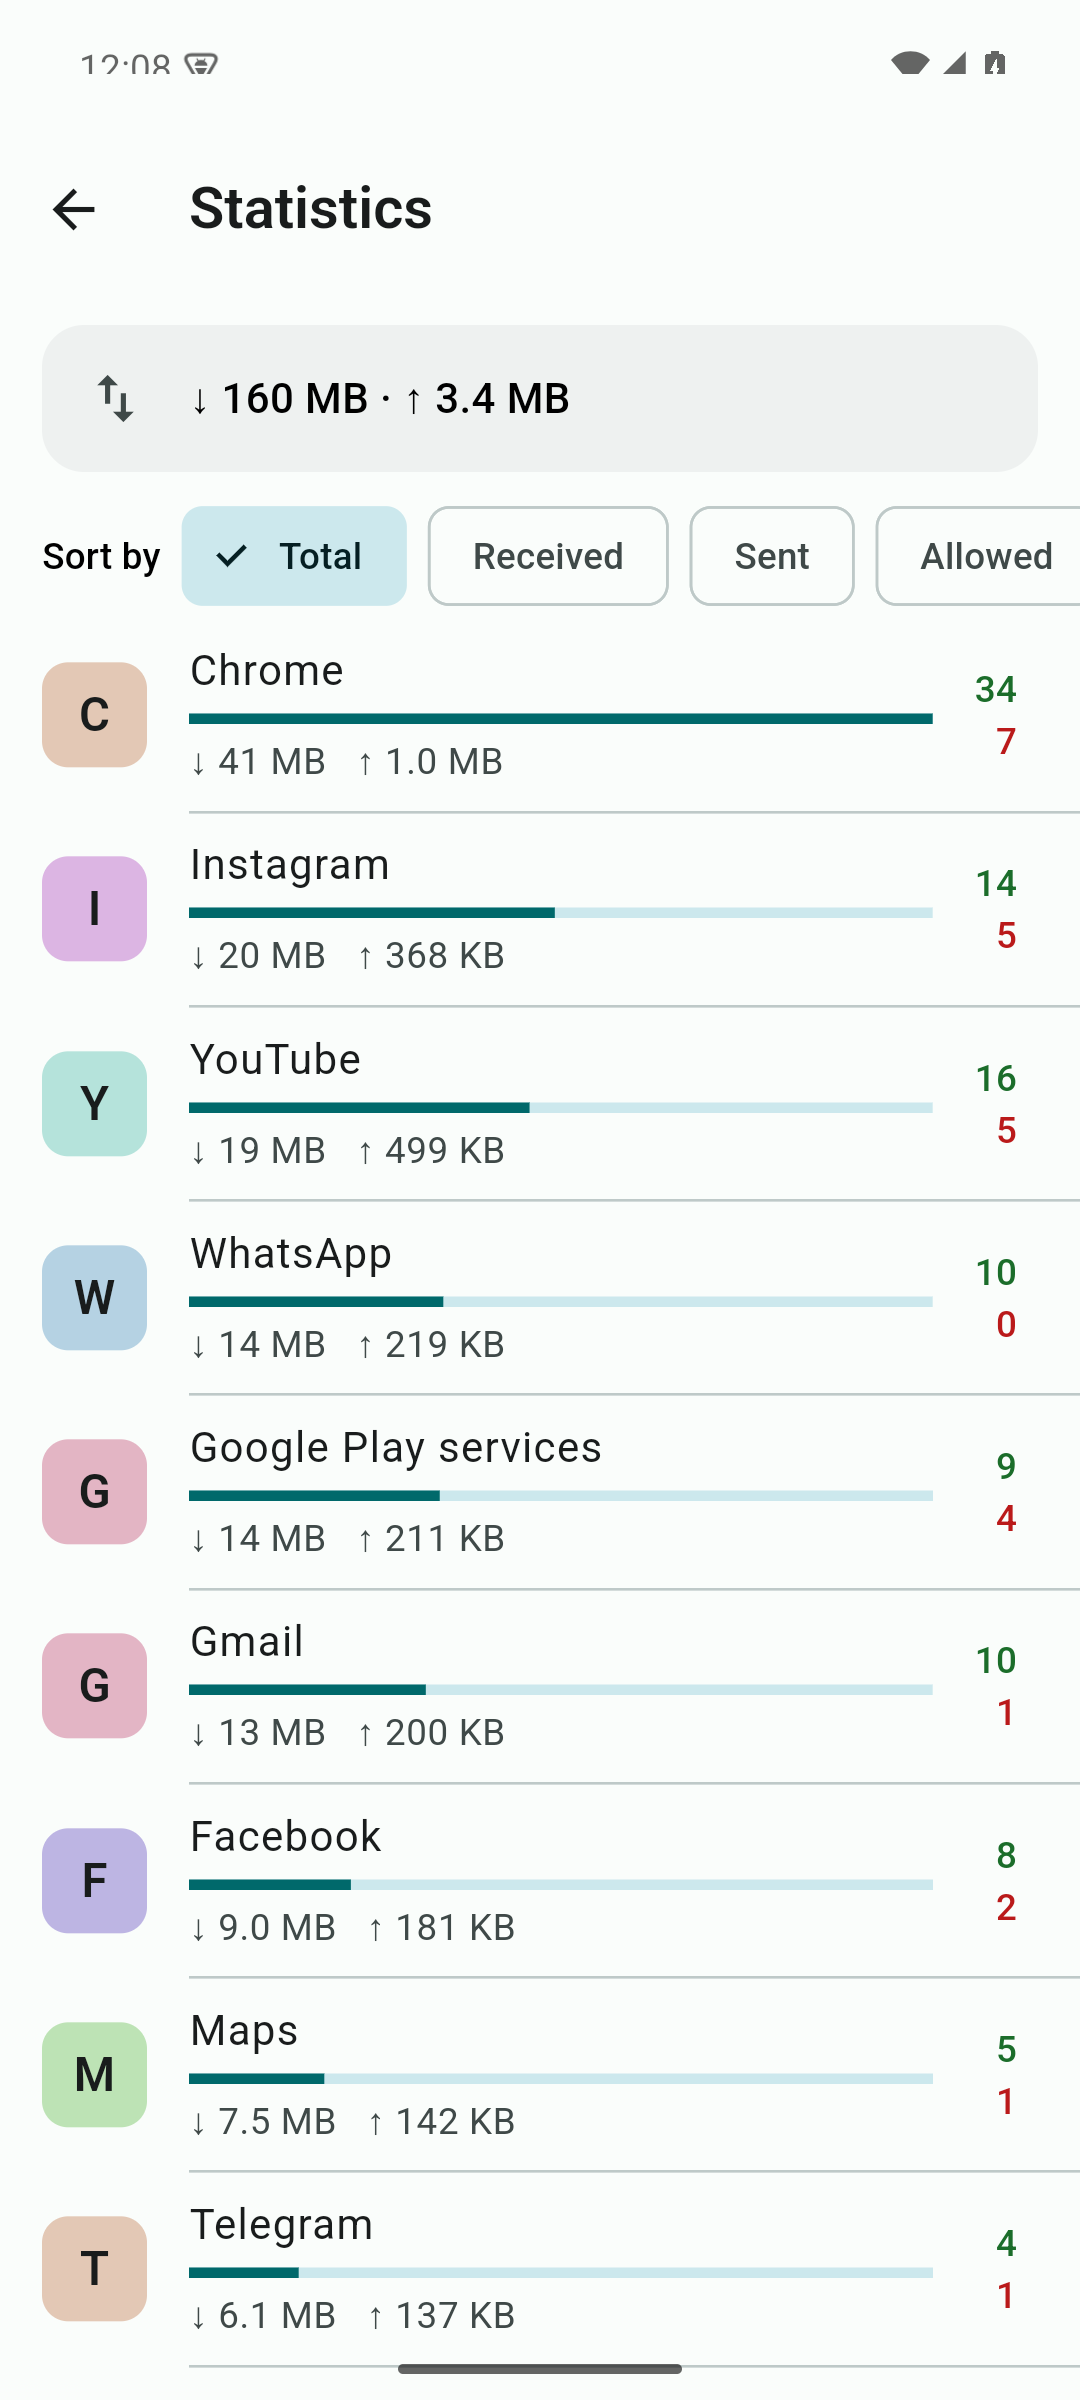 12:08
Statistics
↓ 160 MB · ↑ 3.4 MB
Sort by Total Received Sent Allowed
C Chrome 34
7
↓ 41 MB ↑ 1.0 MB
I Instagram 14
5
↓ 20 MB ↑ 368 KB
Y YouTube 16
5
↓ 19 MB ↑ 499 KB
W WhatsApp 10
0
↓ 14 MB ↑ 219 KB
G Google Play services 9
4
↓ 14 MB ↑ 211 KB
G Gmail 10
1
↓ 13 MB ↑ 200 KB
F Facebook 8
2
↓ 9.0 MB ↑ 181 KB
M Maps 5
1
↓ 7.5 MB ↑ 142 KB
T Telegram 4
1
↓ 6.1 MB ↑ 137 KB